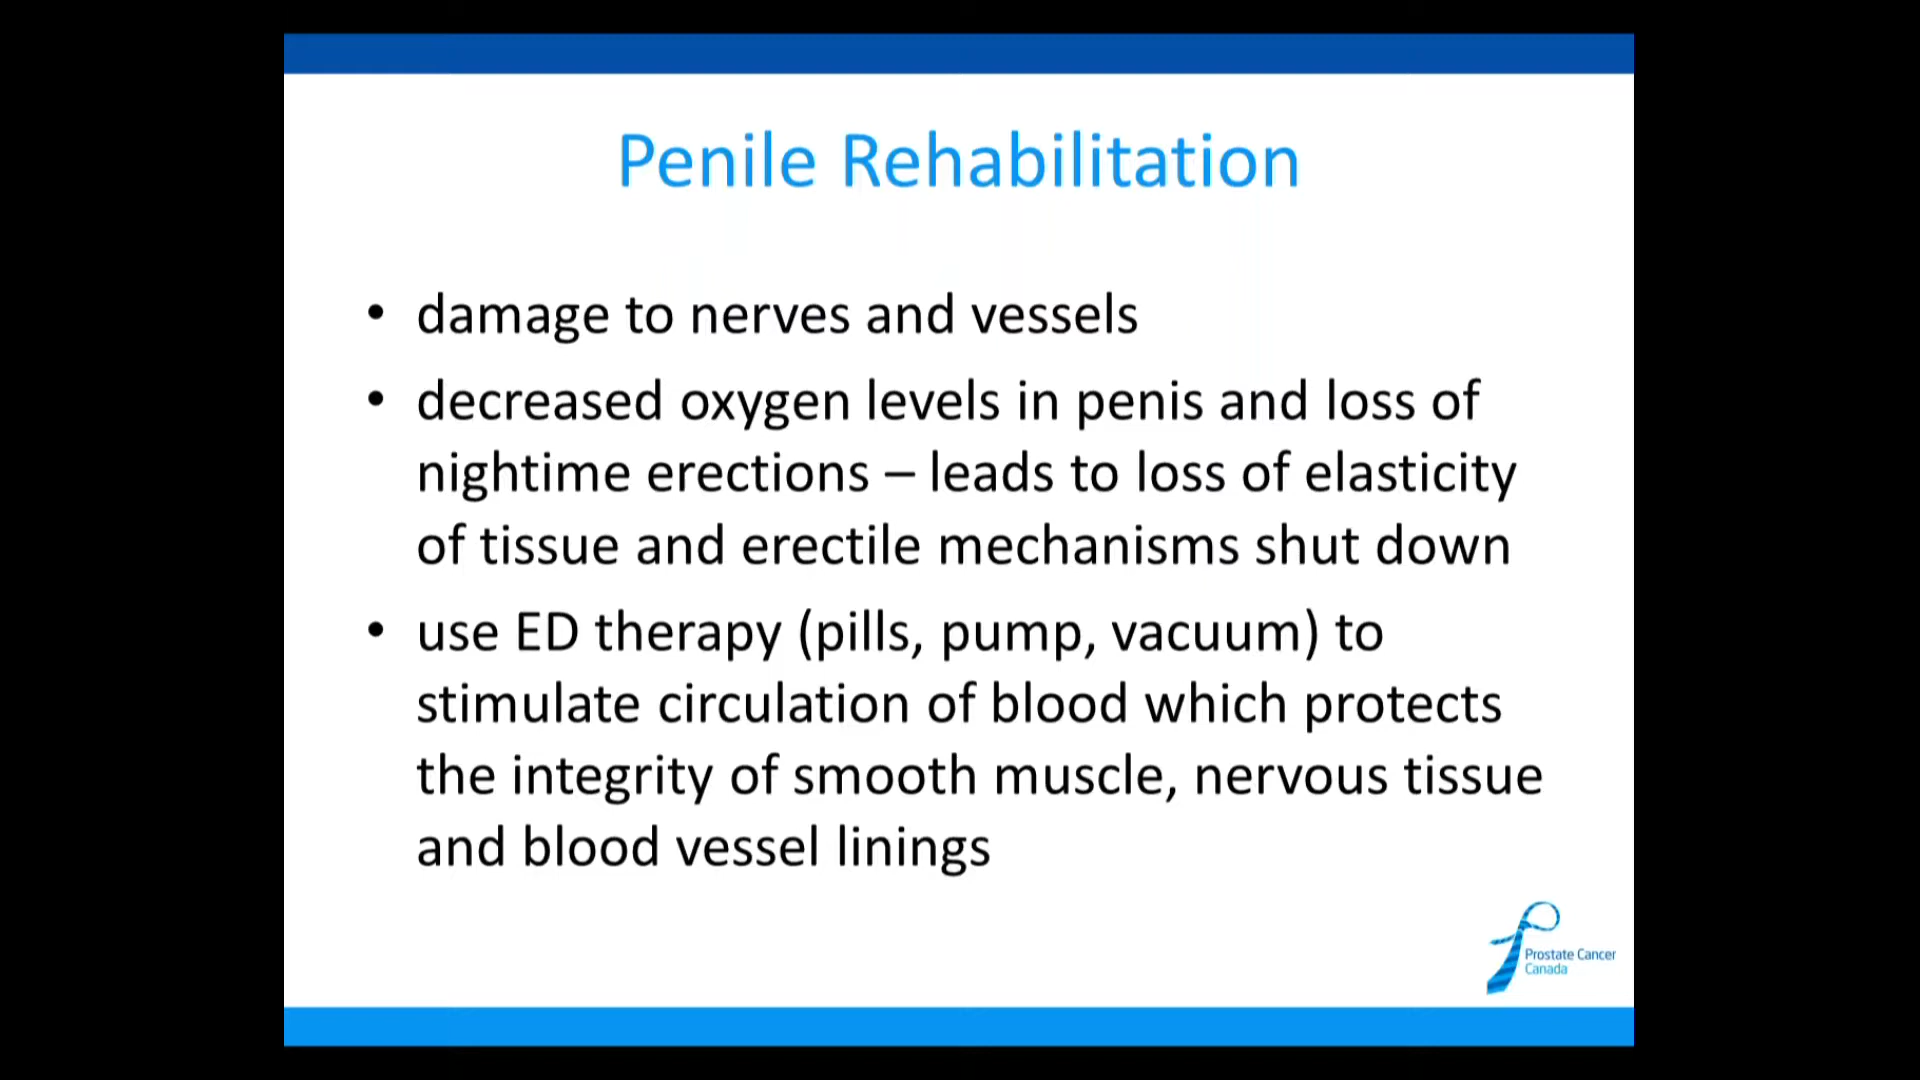 Penile Rehabilitation
• damage to nerves and vessels
• decreased oxygen levels in penis and loss of
nightime erections – leads to loss of elasticity
of tissue and erectile mechanisms shut down
• use ED therapy (pills, pump, vacuum) to
stimulate circulation of blood which protects
the integrity of smooth muscle, nervous tissue
and blood vessel linings
Prostate Cancer
Canada